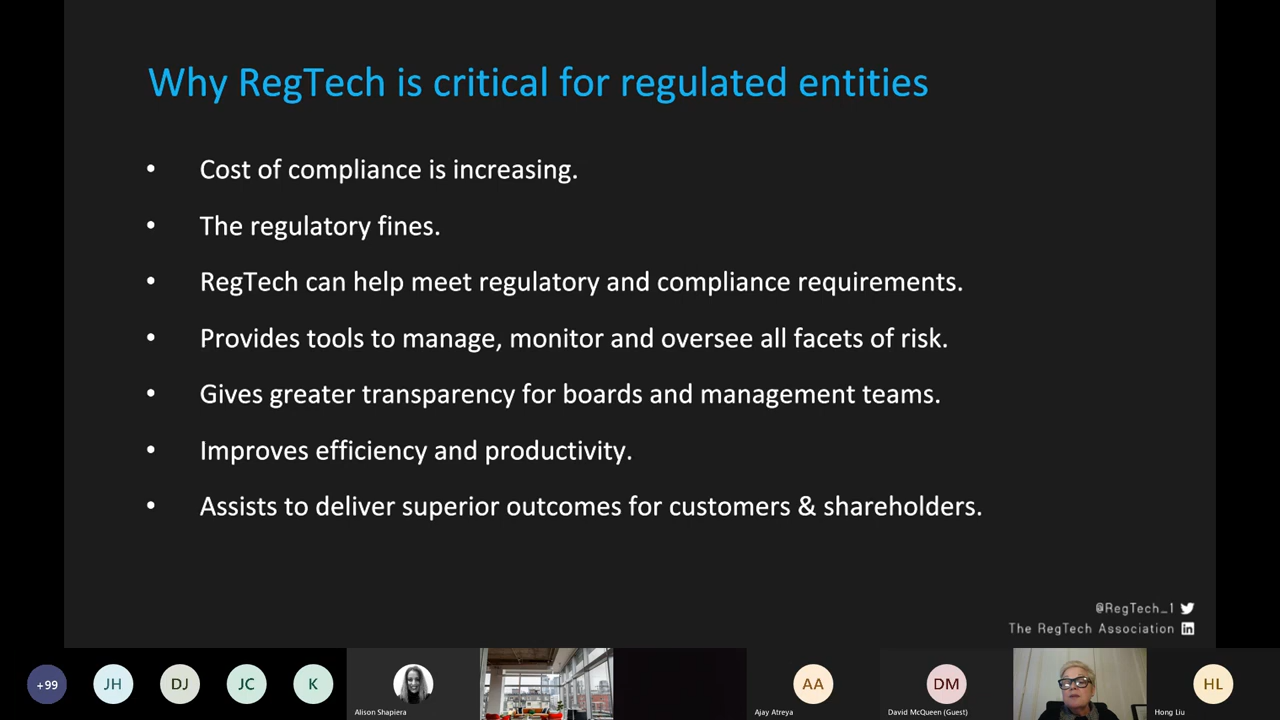 Why RegTech is critical for regulated entities
• Cost of compliance is increasing.
• The regulatory fines.
• RegTech can help meet regulatory and compliance requirements.
• Provides tools to manage, monitor and oversee all facets of risk.
• Gives greater transparency for boards and management teams.
• Improves efficiency and productivity.
• Assists to deliver superior outcomes for customers & shareholders.
@RegTech_1
The RegTech Association in
+99 JH DJ JC K AA DM HL
Alison Shapiera Ajay Atreya David McQueen (Guest) Hong Liu